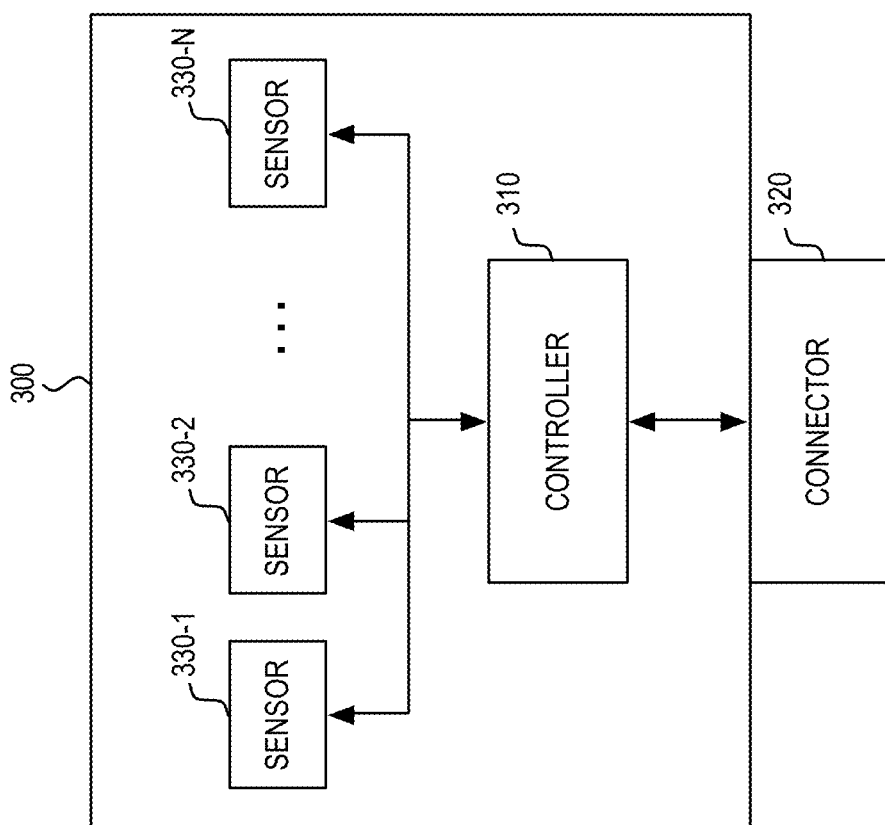 300
330-1
330-2
330-N
SENSOR
SENSOR
...
SENSOR
310
CONTROLLER
320
CONNECTOR